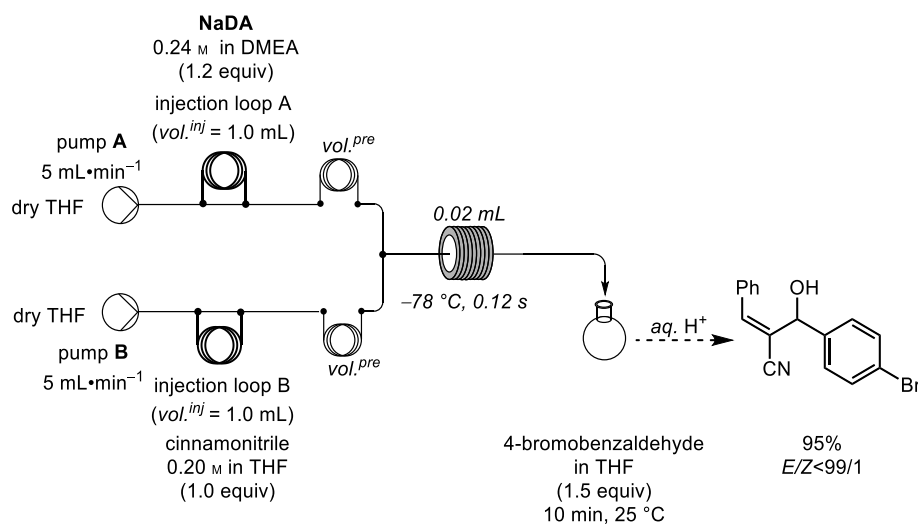 NaDA
0.24 M in DMEA
(1.2 equiv)
injection loop A
(vol.inj = 1.0 mL)
pump A
5 mL•min–1
vol.pre
dry THF
0.02 mL
–78 °C, 0.12 s
dry THF
pump B
5 mL•min–1
vol.pre
injection loop B
(vol.inj = 1.0 mL)
cinnamonitrile
0.20 M in THF
(1.0 equiv)
aq. H+
Ph
OH
CN
Br
4-bromobenzaldehyde
in THF
(1.5 equiv)
10 min, 25 °C
95%
E/Z<99/1